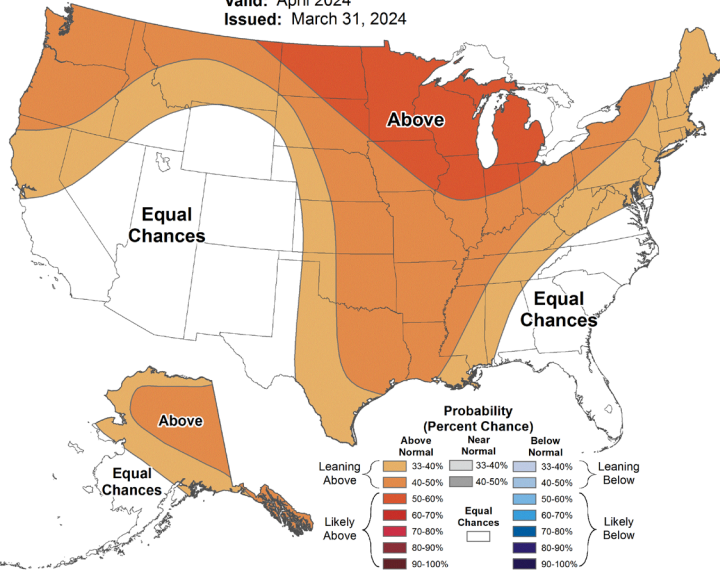 Valid: April 2024
Issued: March 31, 2024
Above
Equal
Chances
Equal
Chances
Above
Equal
Chances
Probability
(Percent Chance)
Above
Normal
Near
Normal
Below
Normal
Leaning
Above
33-40%
33-40%
33-40%
Leaning
Below
40-50%
40-50%
40-50%
Likely
Above
50-60%
50-60%
Likely
Below
60-70%
60-70%
Equal
Chances
70-80%
70-80%
80-90%
80-90%
90-100%
90-100%